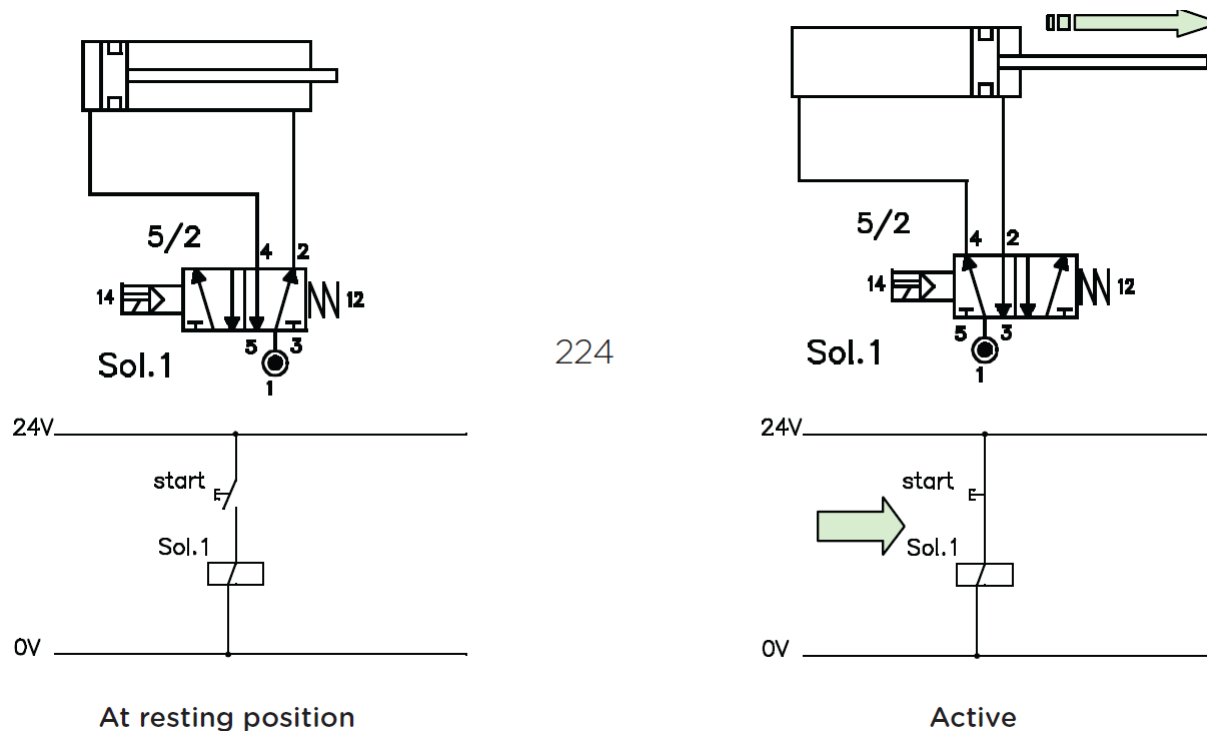 5/2
4 2
14 12
5 3
Sol.1
1
24V
start
Sol.1
0V
At resting position
224
5/2
4 2
14 12
5 3
Sol.1
1
24V
start
Sol.1
0V
Active